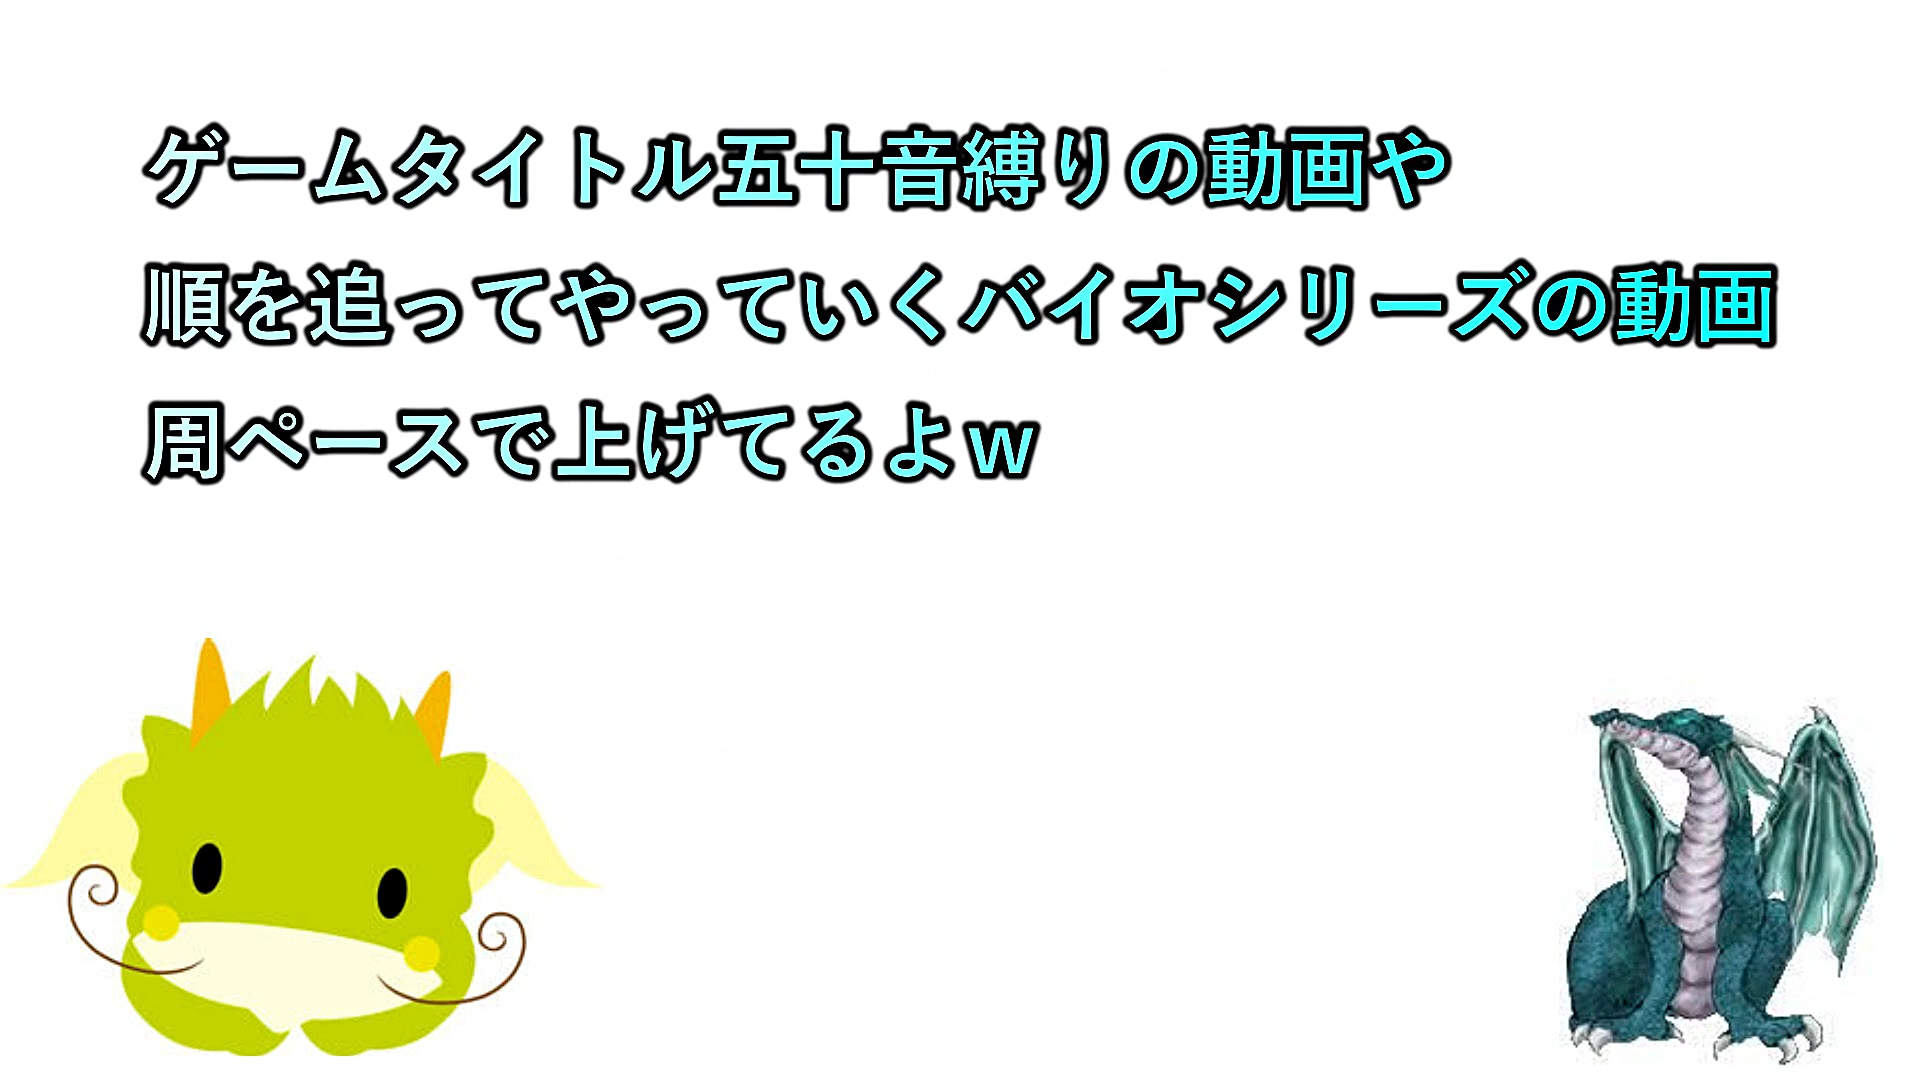 ゲームタイトル五十音縛りの動画や
順を追ってやっていくバイオシリーズの動画
周ペースで上げてるよw